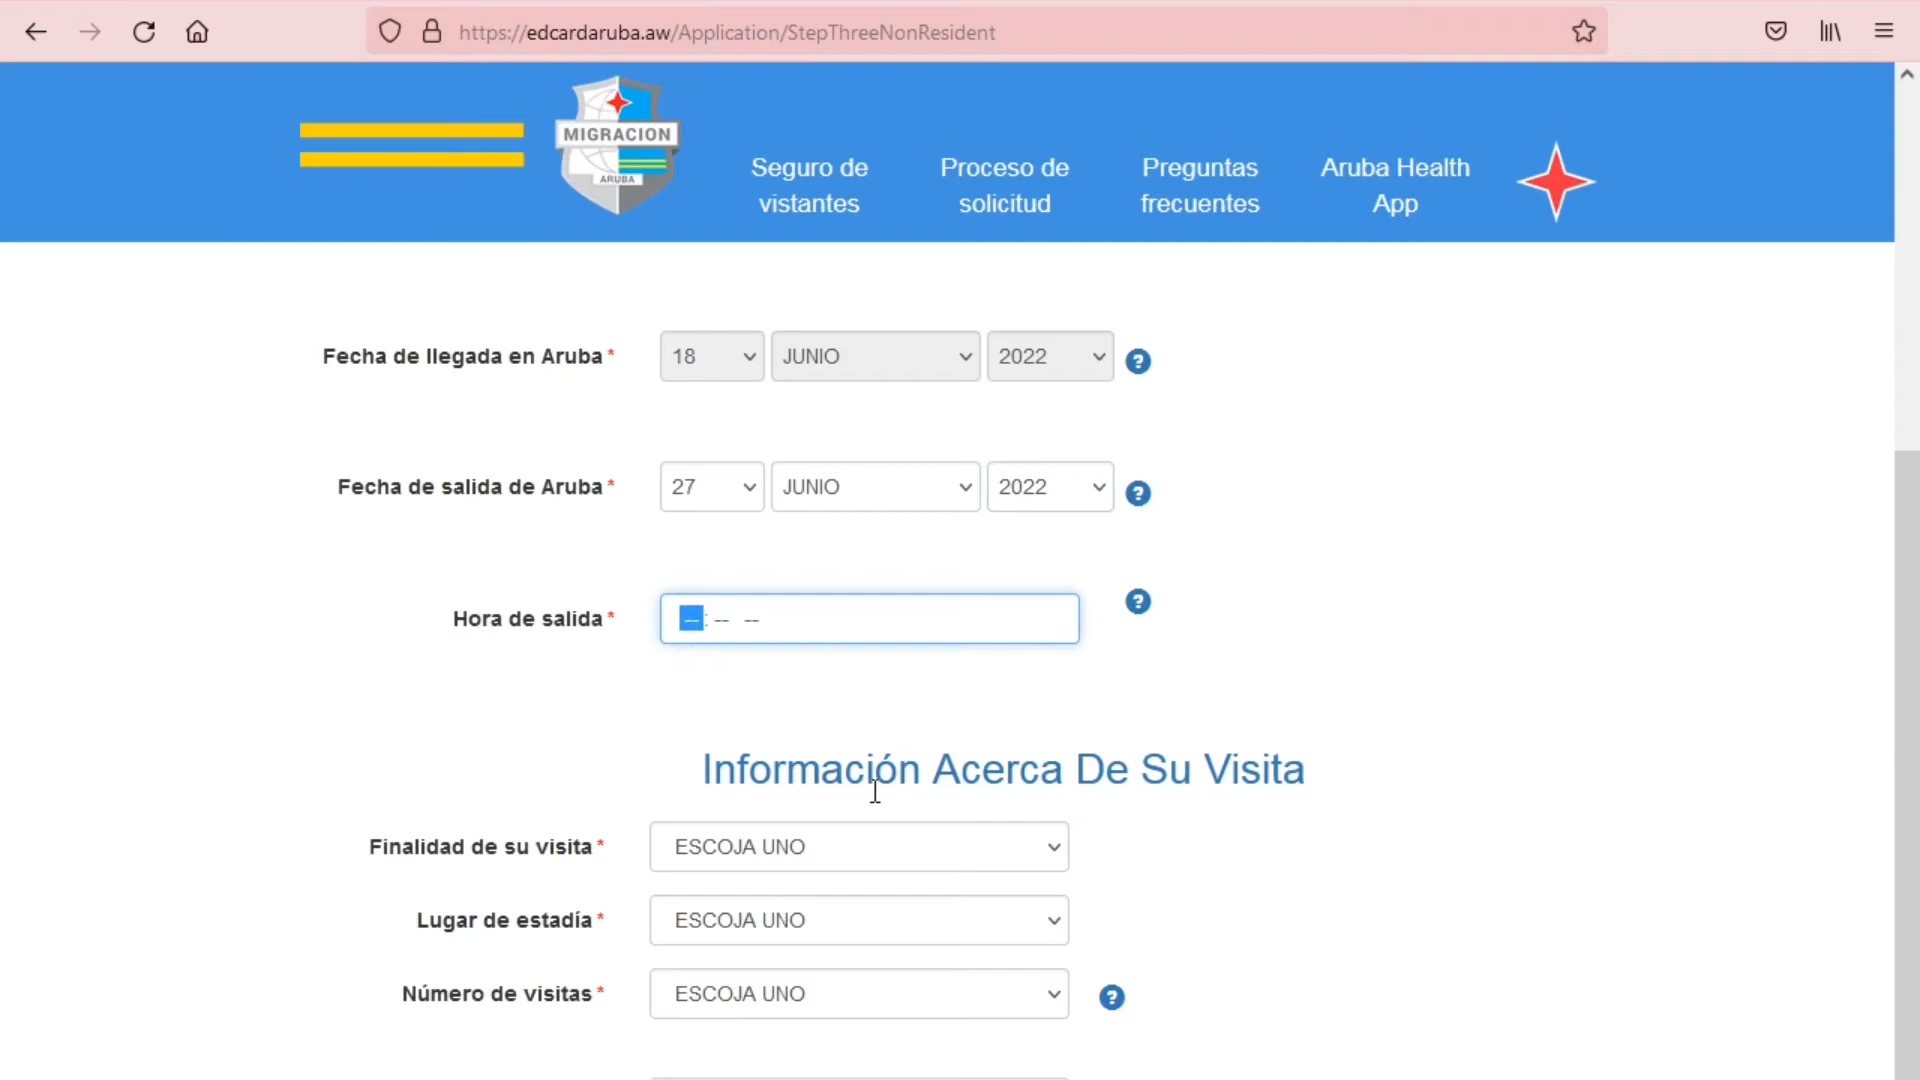 https://edcardaruba.aw/Application/StepThreeNonResident
MIGRACION
ARUBA
Seguro de
vistantes
Proceso de
solicitud
Preguntas
frecuentes
Aruba Health
App
Fecha de llegada en Aruba* 18 JUNIO 2022 ?
Fecha de salida de Aruba* 27 JUNIO 2022 ?
Hora de salida* --:-- -- ?
Información Acerca De Su Visita
Finalidad de su visita* ESCOJA UNO
Lugar de estadía* ESCOJA UNO
Número de visitas* ESCOJA UNO ?